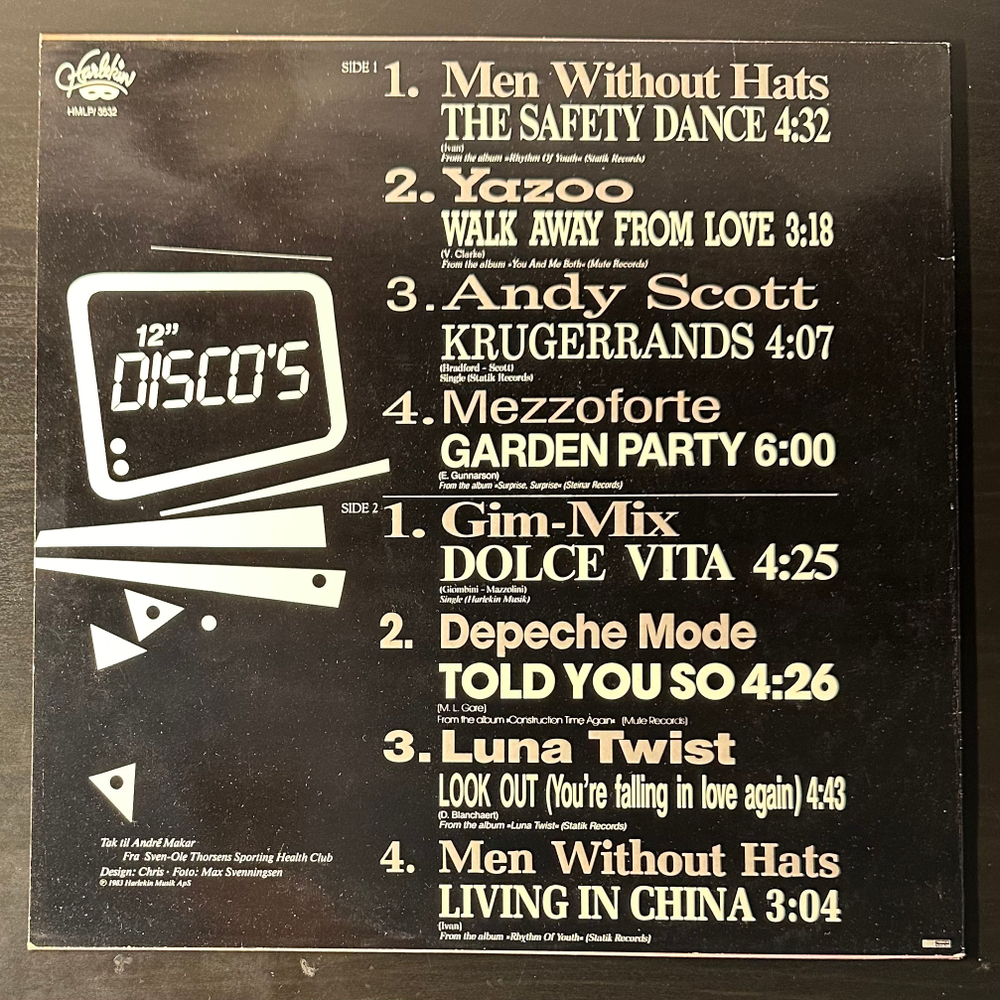 Harlekin
HMLP/ 3532
SIDE 1
1. Men Without Hats
THE SAFETY DANCE 4:32
(Ivan)
From the album »Rhythm Of Youth« (Statik Records)
2. Yazoo
WALK AWAY FROM LOVE 3:18
(V. Clarke)
From the album »You And Me Both« (Mute Records)
3. Andy Scott
KRUGERRANDS 4:07
(Bradford - Scott)
Single (Statik Records)
4. Mezzoforte
GARDEN PARTY 6:00
(E. Gunnarson)
From the album »Surprise, Surprise« (Steinar Records)
12”
DISCO'S
SIDE 2
1. Gim-Mix
DOLCE VITA 4:25
(Giombini - Mazzolini)
Single (Harlekin Musik)
2. Depeche Mode
TOLD YOU SO 4:26
(M. L. Gore)
From the album »Construction Time Again« (Mute Records)
3. Luna Twist
LOOK OUT (You're falling in love again) 4:43
(D. Blanchaert)
From the album »Luna Twist« (Statik Records)
4. Men Without Hats
LIVING IN CHINA 3:04
(Ivan)
From the album »Rhythm Of Youth« (Statik Records)
Tak til André Makar
Fra Sven-Ole Thorsens Sporting Health Club
Design: Chris · Foto: Max Svenningsen
℗ 1983 Harlekin Musik ApS